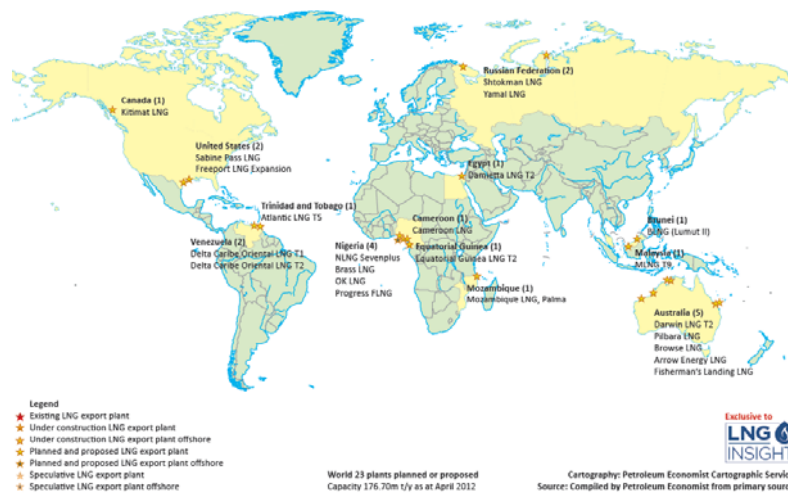 Russian Federation (2)
Shtokman LNG
Yamal LNG
Canada (1)
Kitimat LNG
United States (2)
Sabine Pass LNG
Freeport LNG Expansion
Egypt (1)
Damietta LNG T2
Trinidad and Tobago (1)
Atlantic LNG T5
Cameroon (1)
Cameroon LNG
Brunei (1)
BLNG (Lumut II)
Venezuela (2)
Delta Caribe Oriental LNG T1
Delta Caribe Oriental LNG T2
Nigeria (4)
NLNG Sevenplus
Brass LNG
OK LNG
Progress FLNG
Equatorial Guinea (1)
Equatorial Guinea LNG T2
Malaysia (1)
MLNG T9
Mozambique (1)
Mozambique LNG, Palma
Australia (5)
Darwin LNG T2
Pilbara LNG
Browse LNG
Arrow Energy LNG
Fisherman's Landing LNG
Legend
Existing LNG export plant
Under construction LNG export plant
Under construction LNG export plant offshore
Planned and proposed LNG export plant
Planned and proposed LNG export plant offshore
Speculative LNG export plant
Speculative LNG export plant offshore
World 23 plants planned or proposed
Capacity 176.70m t/y as at April 2012
Exclusive to
LNG
INSIGHT
Cartography: Petroleum Economist Cartographic Servic
Source: Compiled by Petroleum Economist from primary sourc